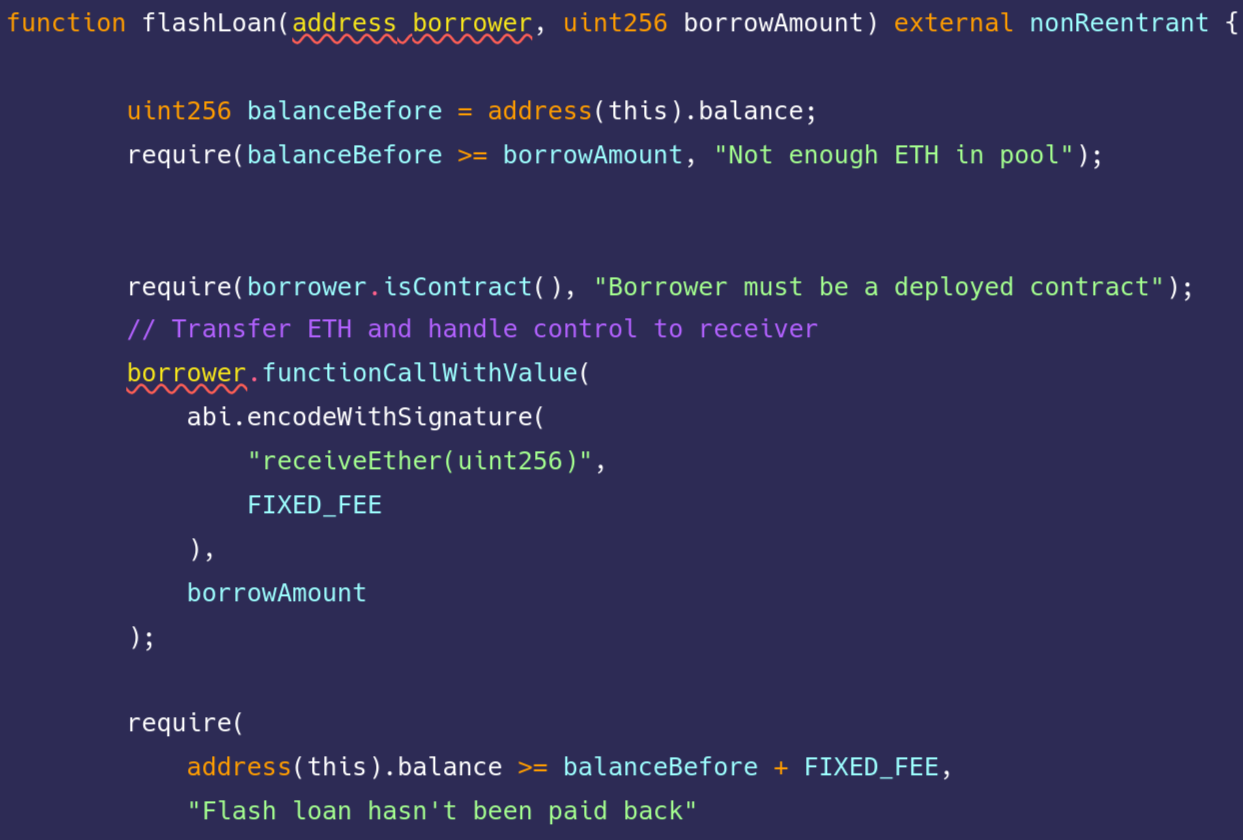 function flashLoan(address borrower, uint256 borrowAmount) external nonReentrant {
uint256 balanceBefore = address(this).balance;
require(balanceBefore >= borrowAmount, "Not enough ETH in pool");
require(borrower.isContract(), "Borrower must be a deployed contract");
// Transfer ETH and handle control to receiver
borrower.functionCallWithValue(
abi.encodeWithSignature(
"receiveEther(uint256)",
FIXED_FEE
),
borrowAmount
);
require(
address(this).balance >= balanceBefore + FIXED_FEE,
"Flash loan hasn't been paid back"